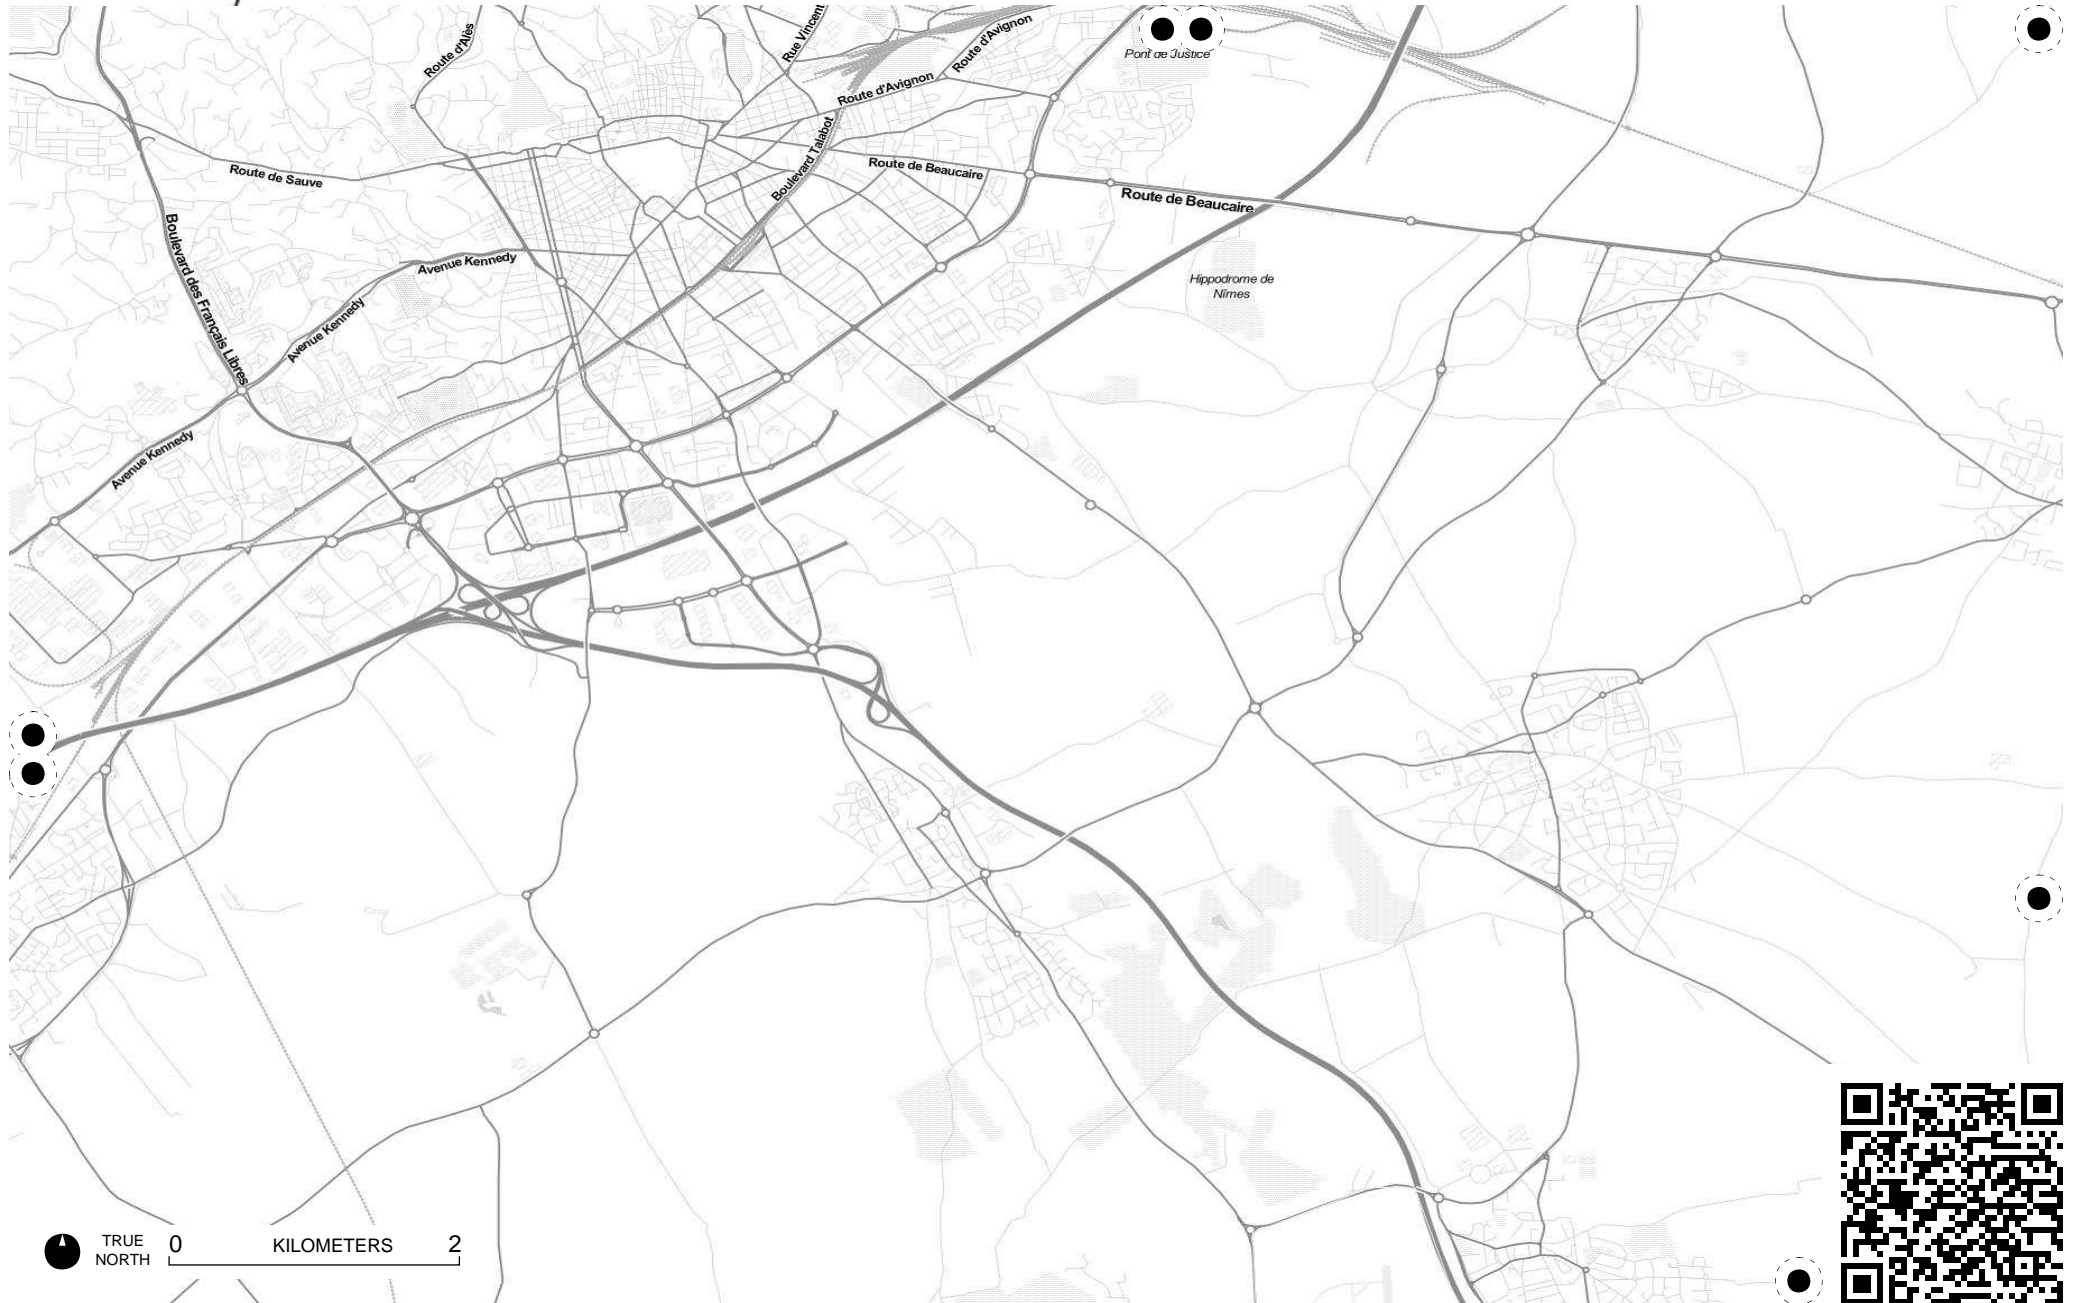 Route d'Alès
Rue Vincent
Route d'Avignon
Route d'Avignon
Pont de Justice
Boulevard Talabot
Route de Beaucaire
Route de Sauve
Route de Beaucaire
Boulevard des Français Libres
Avenue Kennedy
Hippodrome de
Nîmes
Avenue Kennedy
Avenue Kennedy
TRUE
NORTH
0
KILOMETERS
2